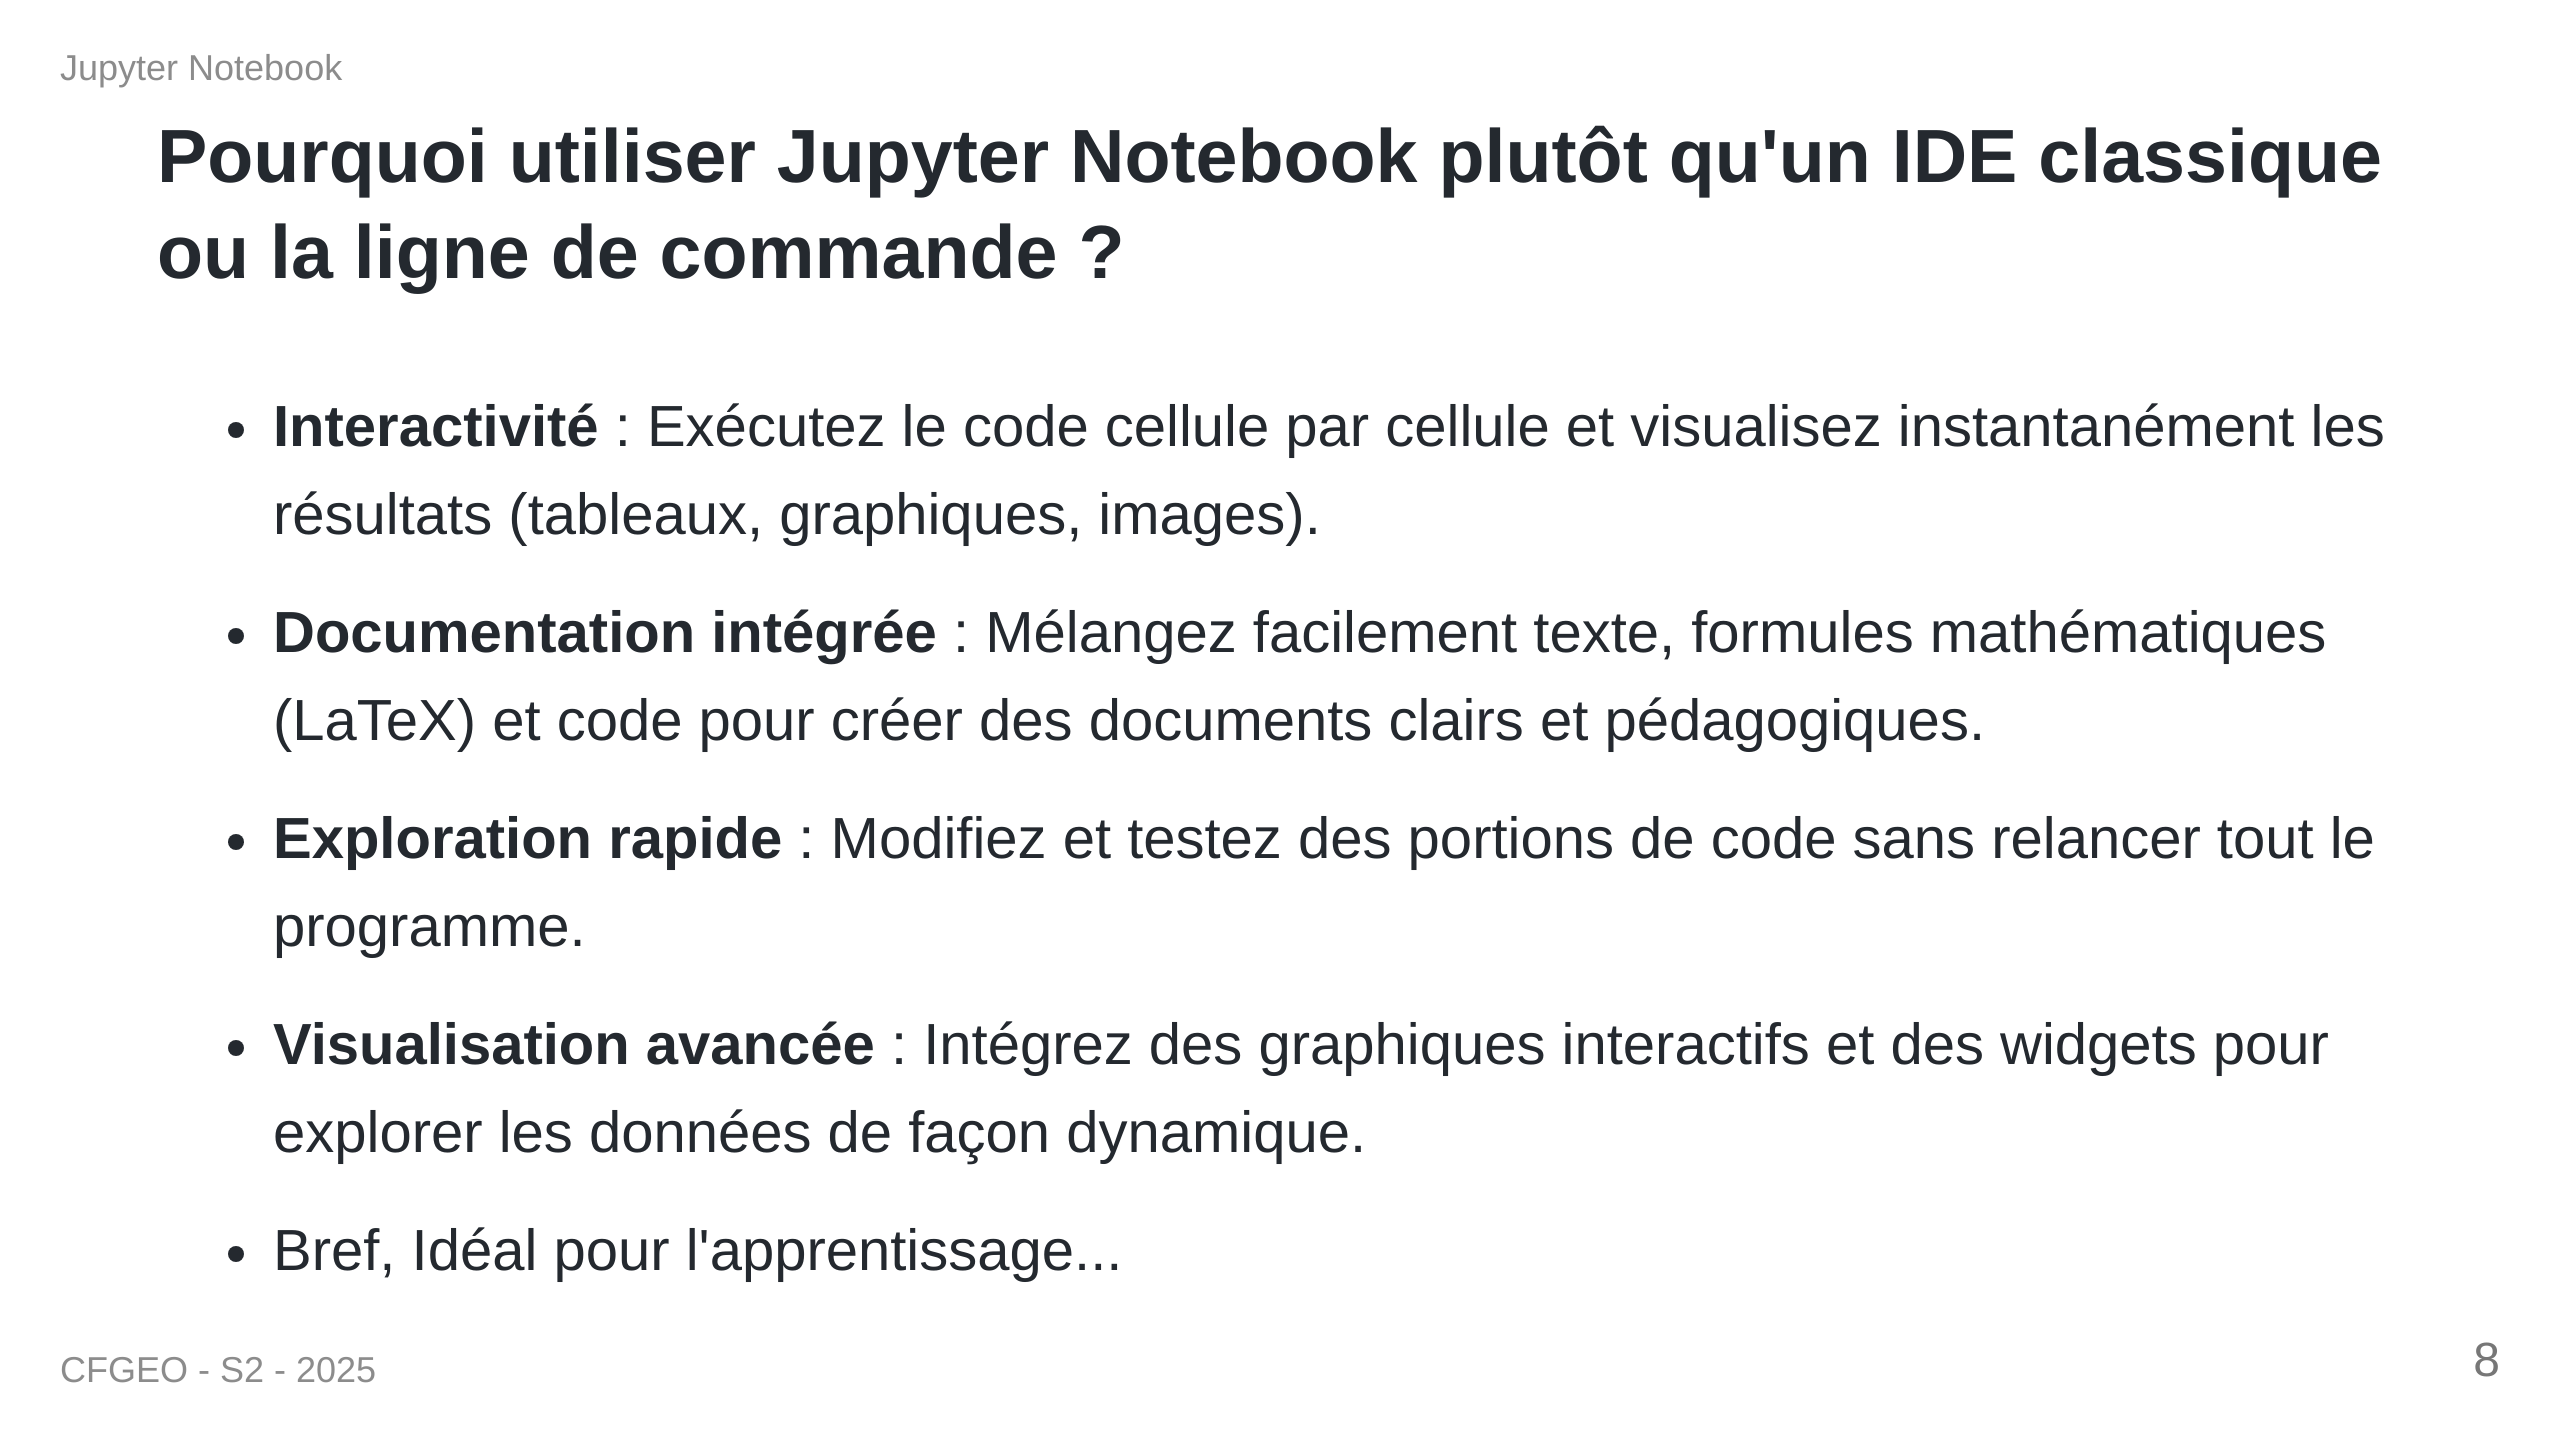 Jupyter Notebook
Pourquoi utiliser Jupyter Notebook plutôt qu'un IDE classique
ou la ligne de commande ?
• Interactivité : Exécutez le code cellule par cellule et visualisez instantanément les
résultats (tableaux, graphiques, images).
• Documentation intégrée : Mélangez facilement texte, formules mathématiques
(LaTeX) et code pour créer des documents clairs et pédagogiques.
• Exploration rapide : Modifiez et testez des portions de code sans relancer tout le
programme.
• Visualisation avancée : Intégrez des graphiques interactifs et des widgets pour
explorer les données de façon dynamique.
• Bref, Idéal pour l'apprentissage...
CFGEO - S2 - 2025
8